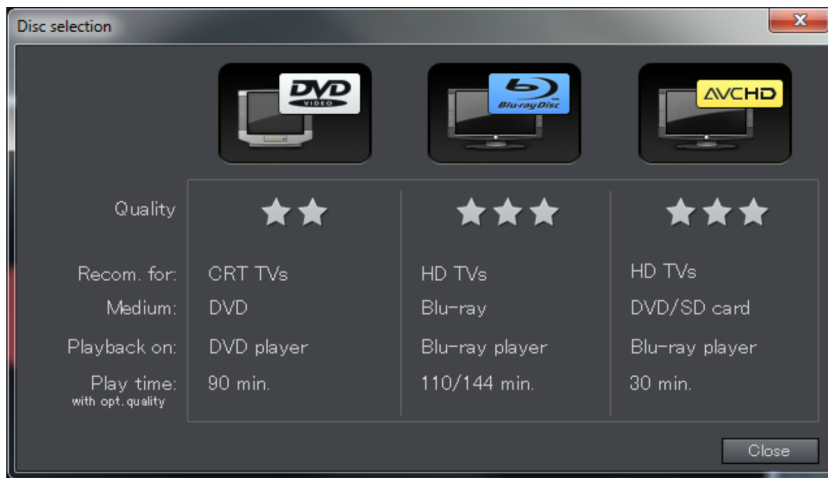 Disc selection
DVD
VIDEO
Blu-ray Disc
AVCHD
Quality
Recom. for: CRT TVs HD TVs HD TVs
Medium: DVD Blu-ray DVD/SD card
Playback on: DVD player Blu-ray player Blu-ray player
Play time: 90 min. 110/144 min. 30 min.
with opt. quality
Close